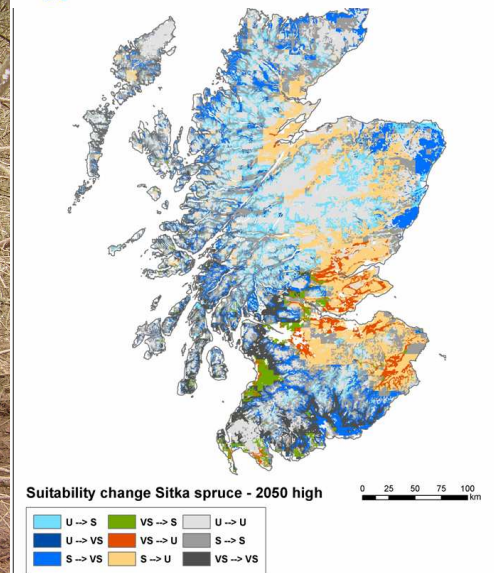 Suitability change Sitka spruce - 2050 high
0 25 50 75 100
km
U --> S VS --> S U --> U
U --> VS VS --> U S --> S
S --> VS S --> U VS --> VS